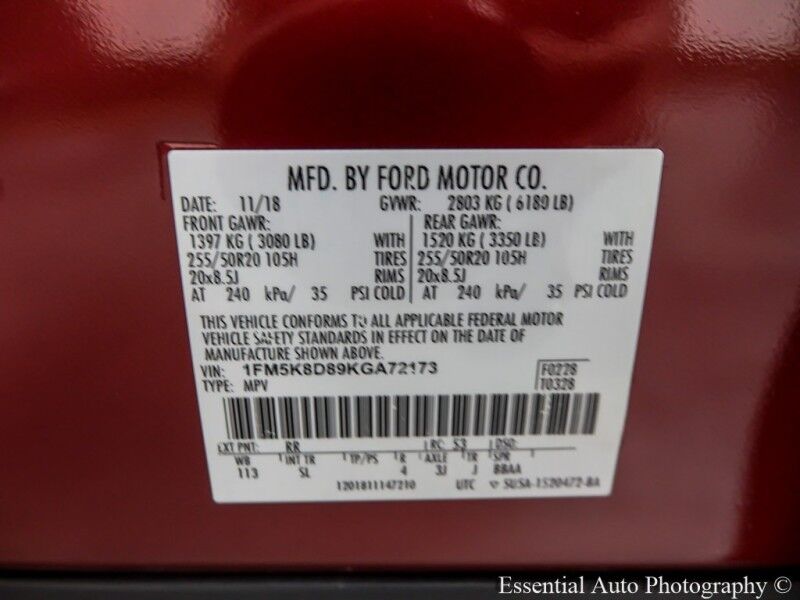 MFD. BY FORD MOTOR CO.
DATE: 11/18 GVWR: 2803 KG ( 6180 LB)
FRONT GAWR: REAR GAWR:
1397 KG ( 3080 LB) WITH 1520 KG ( 3350 LB) WITH
255/50R20 105H TIRES 255/50R20 105H TIRES
20x8.5J RIMS 20x8.5J RIMS
AT 240 kPa/ 35 PSI COLD AT 240 kPa/ 35 PSI COLD
THIS VEHICLE CONFORMS TO ALL APPLICABLE FEDERAL MOTOR
VEHICLE SAFETY STANDARDS IN EFFECT ON THE DATE OF
MANUFACTURE SHOWN ABOVE.
VIN: 1FM5K8D89KGA72173 F0228
TYPE: MPV T0328
EXT PNT: RR RC: 53 DSO:
WB INT TR TP/PS R AXLE TR SPR
113 SL 4 3J J BBAA
1201811147210 UTC SU5A-1520472-BA
Essential Auto Photography ©